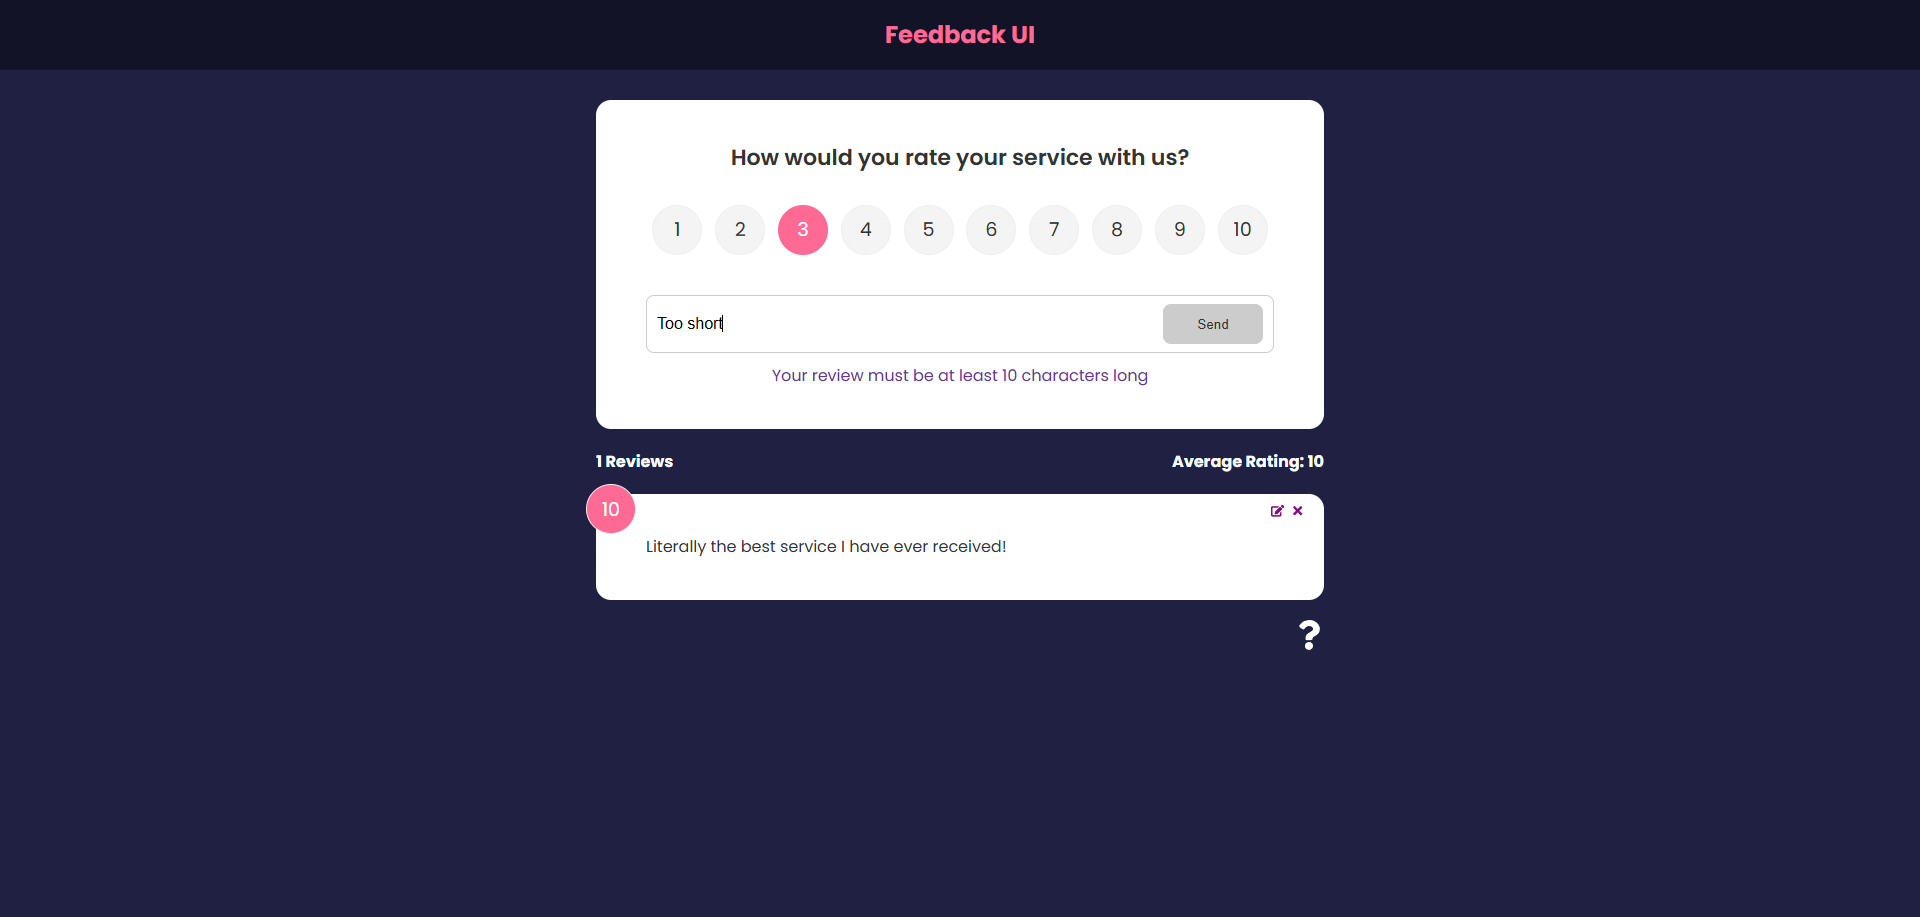 Feedback UI
How would you rate your service with us?
1 2 3 4 5 6 7 8 9 10
Too short Send
Your review must be at least 10 characters long
1 Reviews Average Rating: 10
10
Literally the best service I have ever received!
?